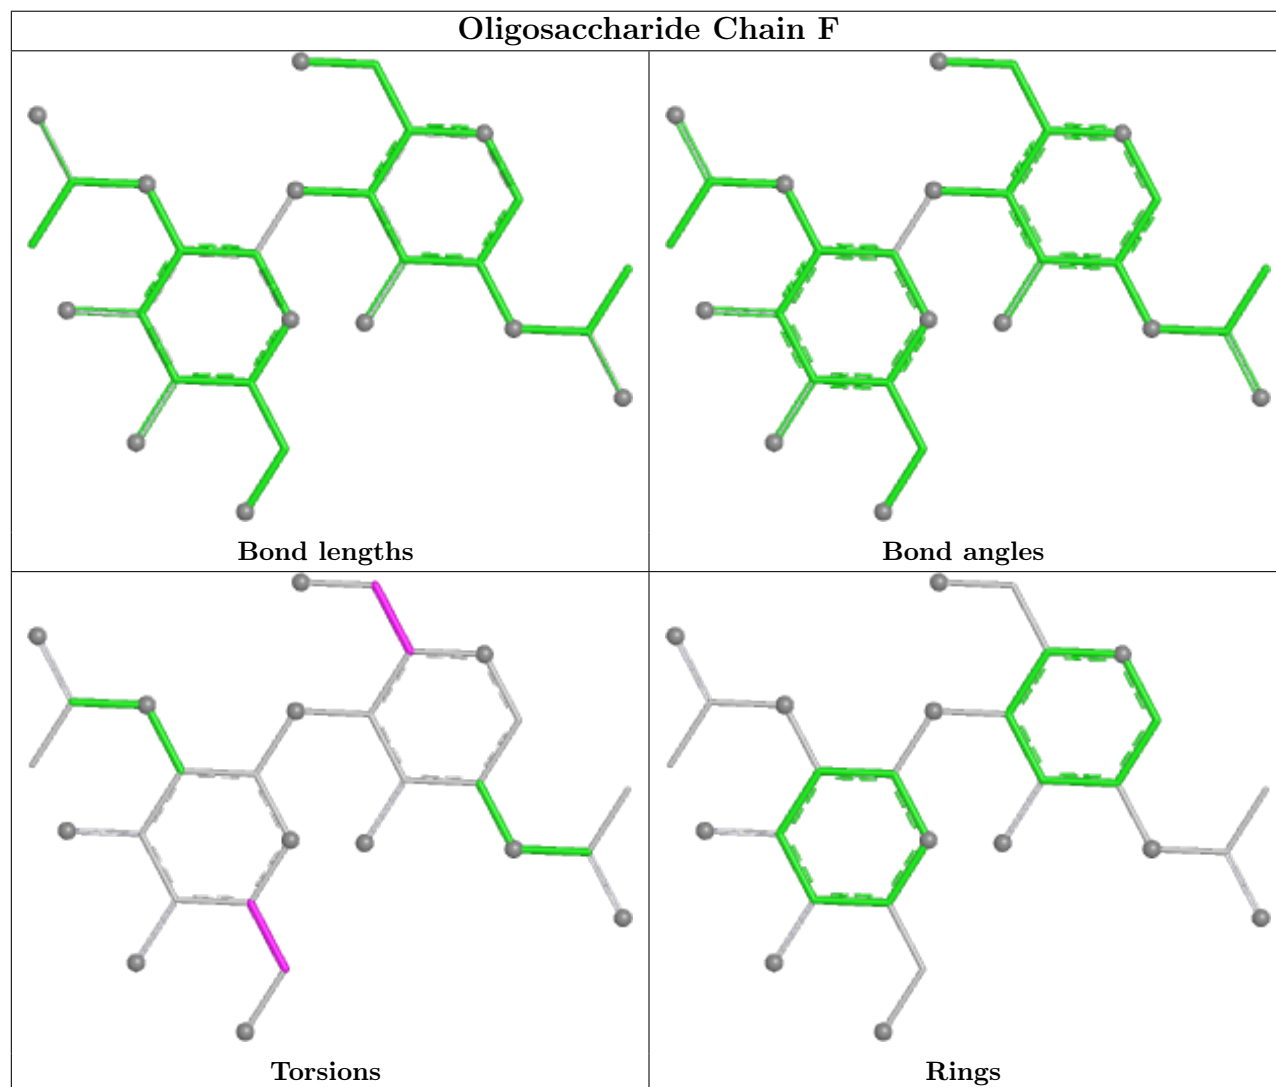 Oligosaccharide Chain F
Bond lengths
Bond angles
Torsions
Rings